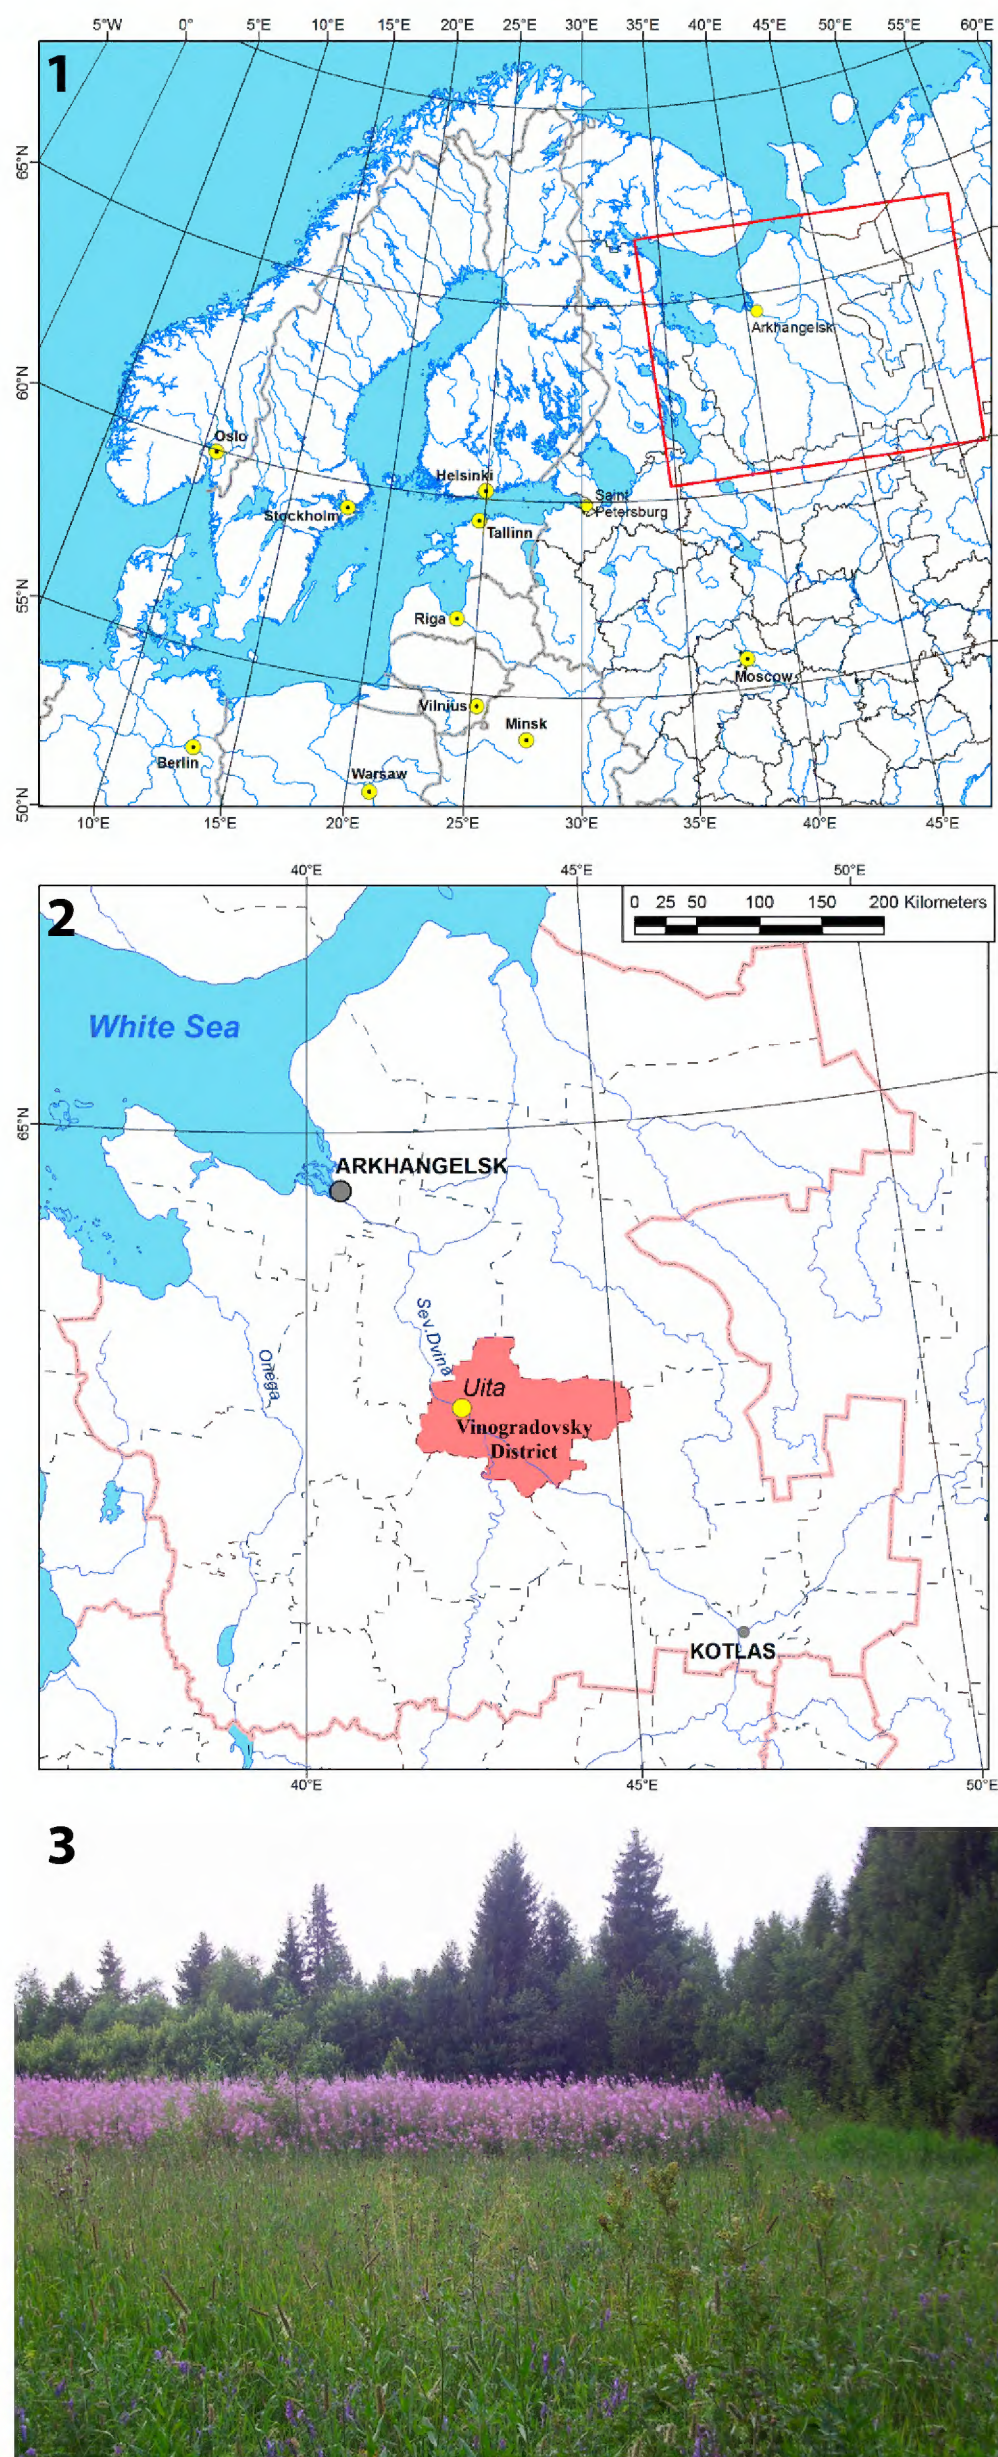 5°W 0° 5°E 10°E 15°E 20°E 25°E 30°E 35°E 40°E 45°E 50°E 55°E 60°E
1
65°N
Arkhangelsk
60°N
Oslo
Helsinki
Stockholm
Saint
Petersburg
Tallinn
55°N
Riga
Moscow
Vilnius
Minsk
Berlin
Warsaw
50°N
10°E 15°E 20°E 25°E 30°E 35°E 40°E 45°E
40°E 45°E 50°E
2
0 25 50 100 150 200 Kilometers
White Sea
65°N
ARKHANGELSK
Sev.Dvina
Onega
Uita
Vinogradovsky
District
KOTLAS
40°E 45°E 50°E
3